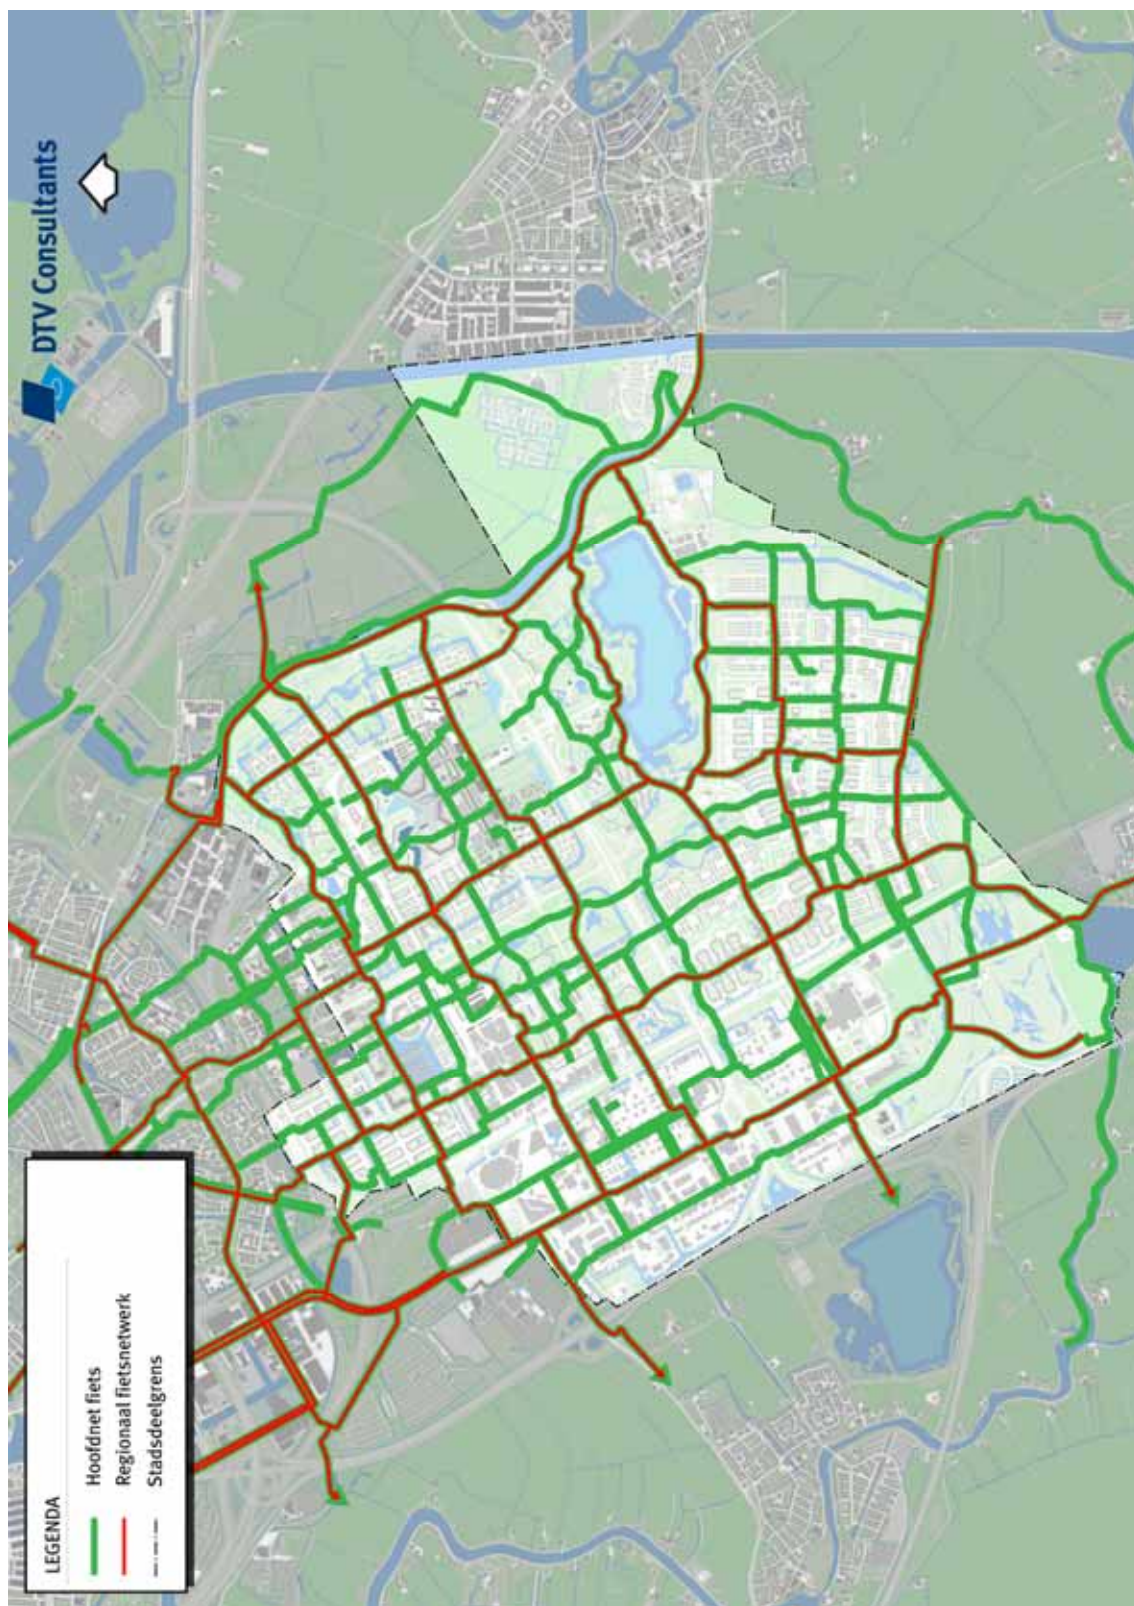 DTV Consultants
LEGENDA
Hoofdnet fiets
Regionaal fietsnetwerk
Stadsdeelgrens